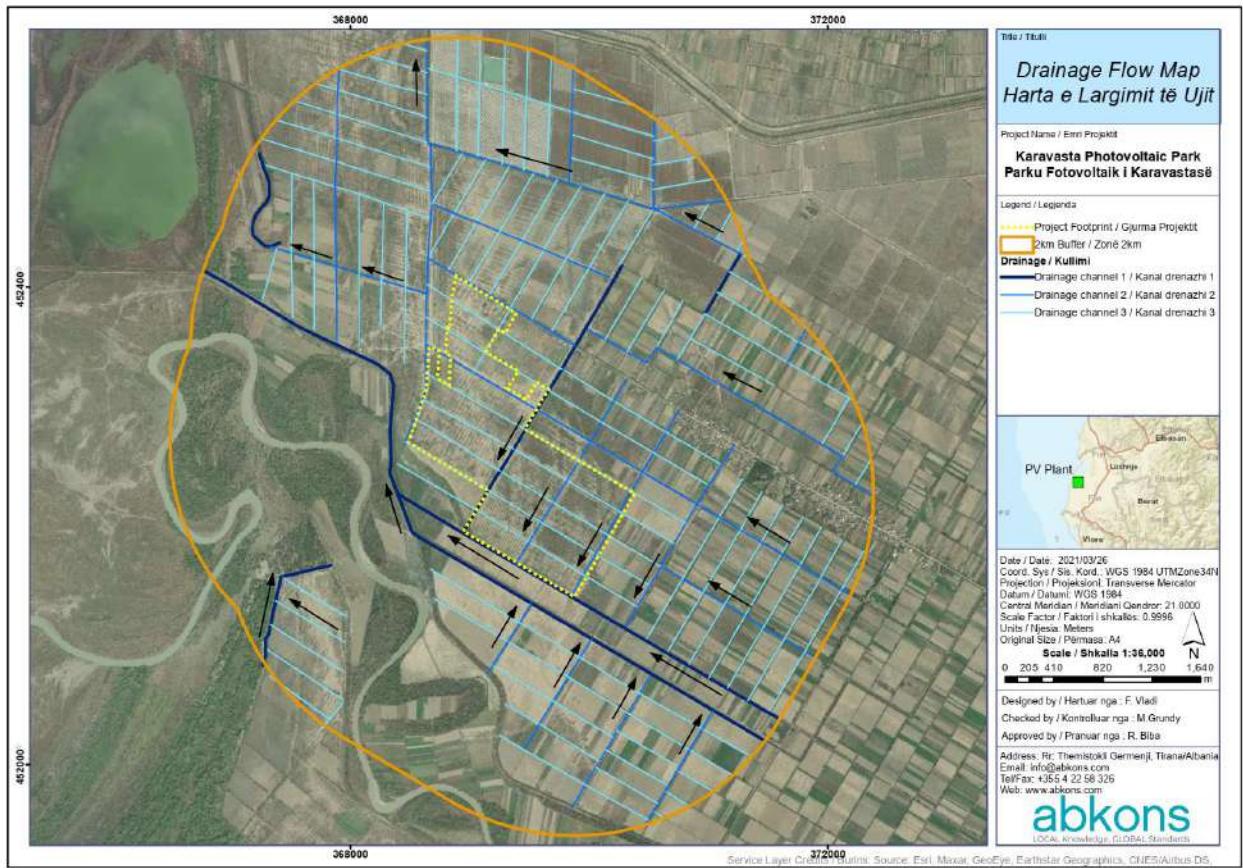 368000
372000
452400
452000
368000
372000
Title / Titulli
Drainage Flow Map
Harta e Largimit të Ujit
Project Name / Emri Projektit
Karavasta Photovoltaic Park
Parku Fotovoltaik i Karavastasë
Legend / Legjenda
Project Footprint / Gjurma Projektit
2km Buffer / Zonë 2km
Drainage / Kullimi
Drainage channel 1 / Kanal drenazhi 1
Drainage channel 2 / Kanal drenazhi 2
Drainage channel 3 / Kanal drenazhi 3
Elbasan
Lushnje
PV Plant
Fier
Berat
Vlore
Date / Datë: 2021/03/26
Coord. Sys / Sis. Kord.: WGS 1984 UTMZone34N
Projection / Projeksioni: Transverse Mercator
Datum / Datumi: WGS 1984
Central Meridian / Meridiani Qendror: 21.0000
Scale Factor / Faktori i shkallës: 0.9996
Units / Njesia: Meters
Original Size / Përmasa: A4
N
Scale / Shkalla 1:36,000
0 205 410 820 1,230 1,640
m
Designed by / Hartuar nga : F. Vladi
Checked by / Kontrolluar nga : M.Grundy
Approved by / Pranuar nga : R. Biba
Address: Rr: Themistokli Germenji, Tirana/Albania
Email: info@abkons.com
Tel/Fax: +355 4 22 58 326
Web: www.abkons.com
abkons
LOCAL Knowledge, GLOBAL Standards
Service Layer Credits / Burimi: Source: Esri, Maxar, GeoEye, Earthstar Geographics, CNES/Airbus DS,